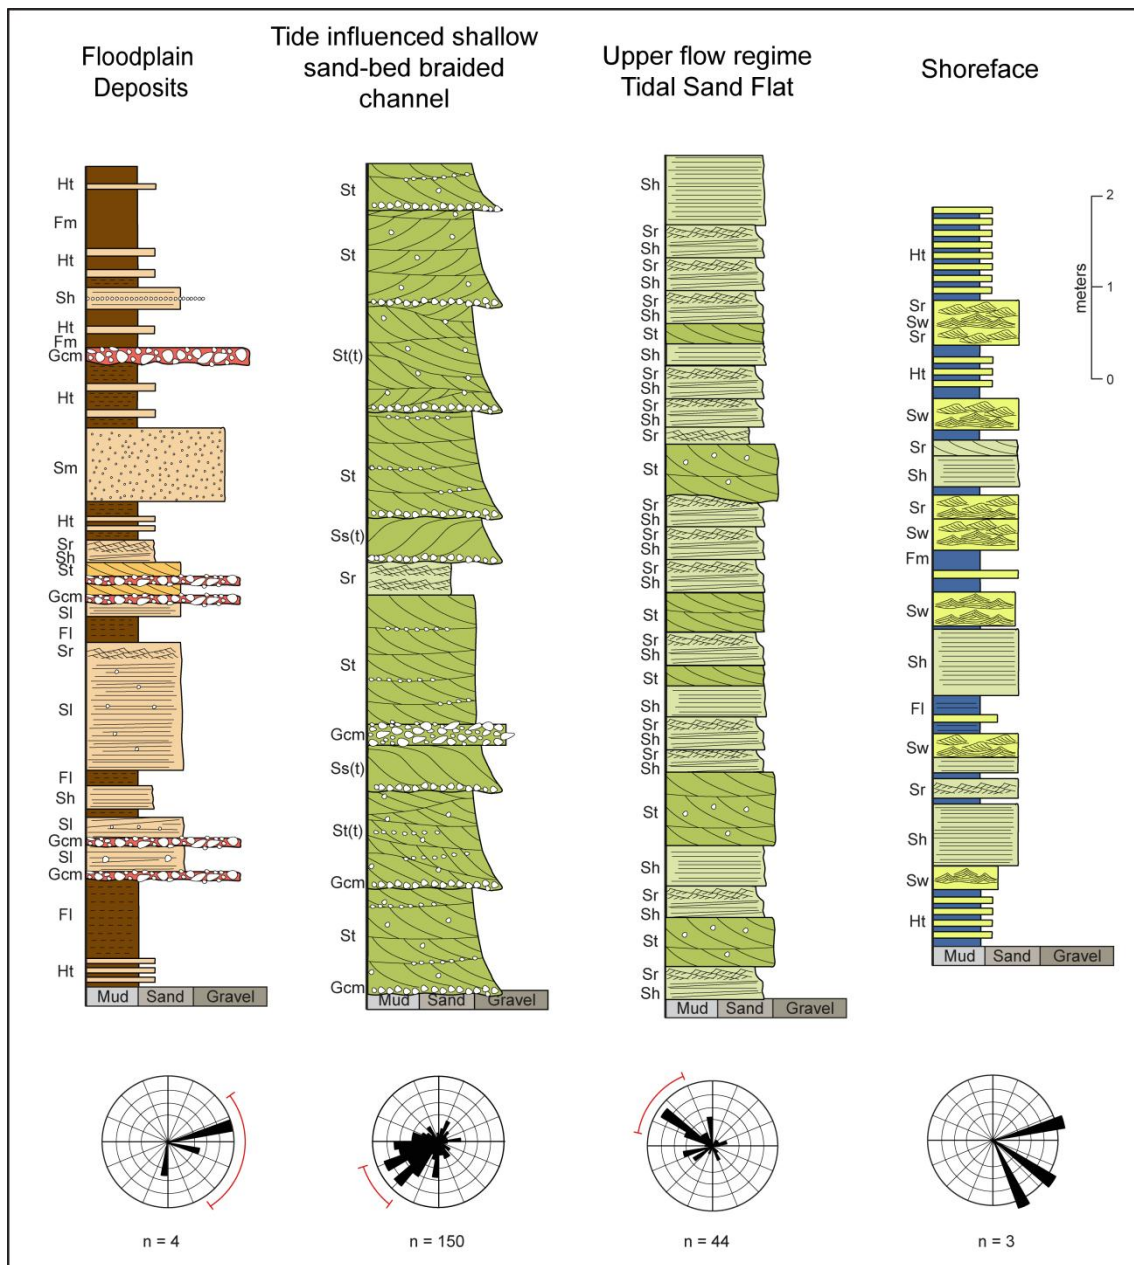 Floodplain
Deposits
Tide influenced shallow
sand-bed braided
channel
Upper flow regime
Tidal Sand Flat
Shoreface
Ht
Fm
Ht
Sh
Ht
Fm
Gcm
Ht
Sm
Ht
Sr
Sh
St
Gcm
Sl
Fl
Sr
Sl
Fl
Sh
Sl
Gcm
Sl
Gcm
Fl
Ht
Mud Sand Gravel
n = 4
St
St
St(t)
St
Ss(t)
Sr
St
Gcm
Ss(t)
St(t)
Gcm
St
Gcm
Mud Sand Gravel
n = 150
Sh
Sr
Sh
Sr
Sh
Sr
Sh
St
Sh
Sr
Sh
Sr
Sh
Sr
St
Sr
Sh
Sr
Sh
Sr
Sh
St
Sr
Sh
St
Sh
Sr
Sh
Sr
Sh
St
Sh
Sr
Sh
St
Sr
Sh
Mud Sand Gravel
n = 44
Ht
Sr
Sw
Sr
Ht
Sw
Sr
Sh
Sr
Sw
Fm
Sw
Sh
Fl
Sw
Sr
Sh
Sw
Ht
Mud Sand Gravel
n = 3
2
1
0
meters